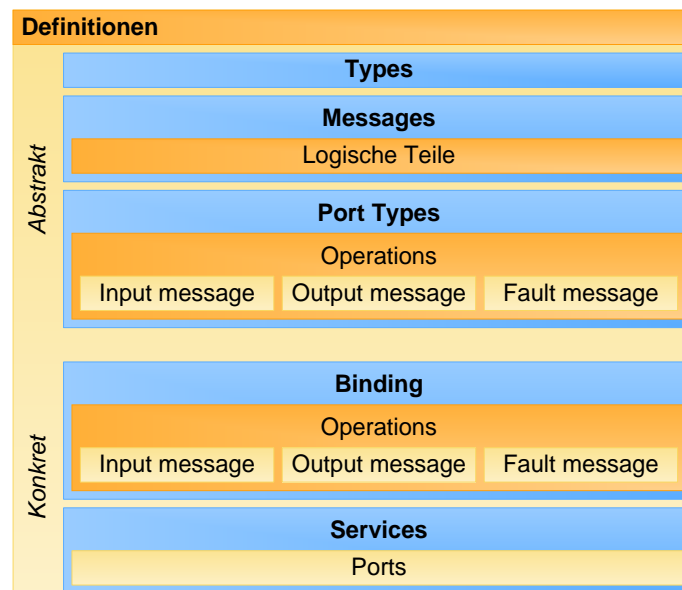 Definitionen
Abstrakt
Types
Messages
Logische Teile
Port Types
Operations
Input message Output message Fault message
Konkret
Binding
Operations
Input message Output message Fault message
Services
Ports